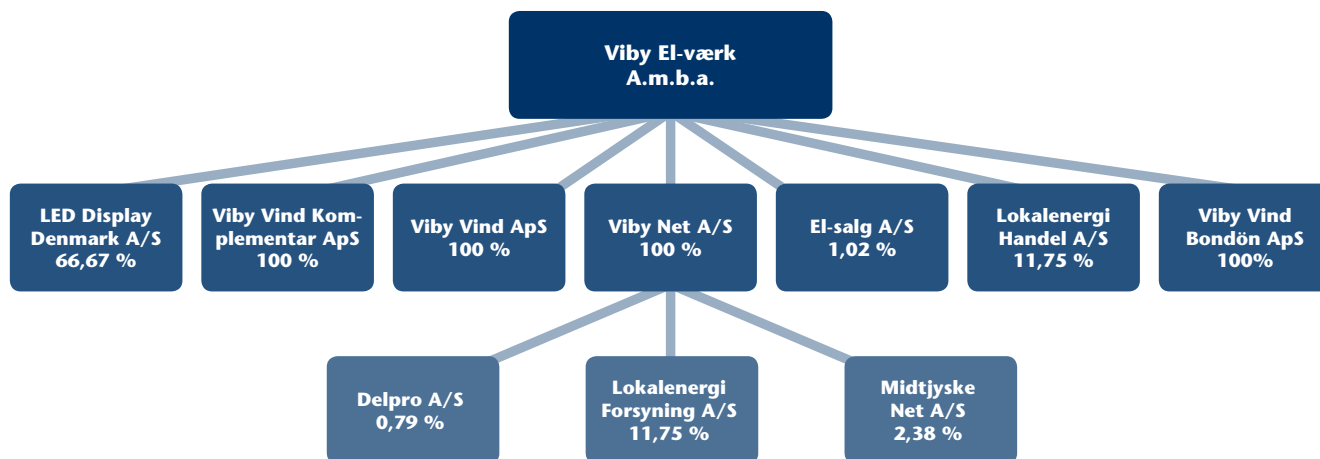 Viby El-værk
A.m.b.a.
LED Display
Denmark A/S
66,67 %
Viby Vind Kom-
plementar ApS
100 %
Viby Vind ApS
100 %
Viby Net A/S
100 %
El-salg A/S
1,02 %
Lokalenergi
Handel A/S
11,75 %
Viby Vind
Bondön ApS
100%
Delpro A/S
0,79 %
Lokalenergi
Forsyning A/S
11,75 %
Midtjyske
Net A/S
2,38 %